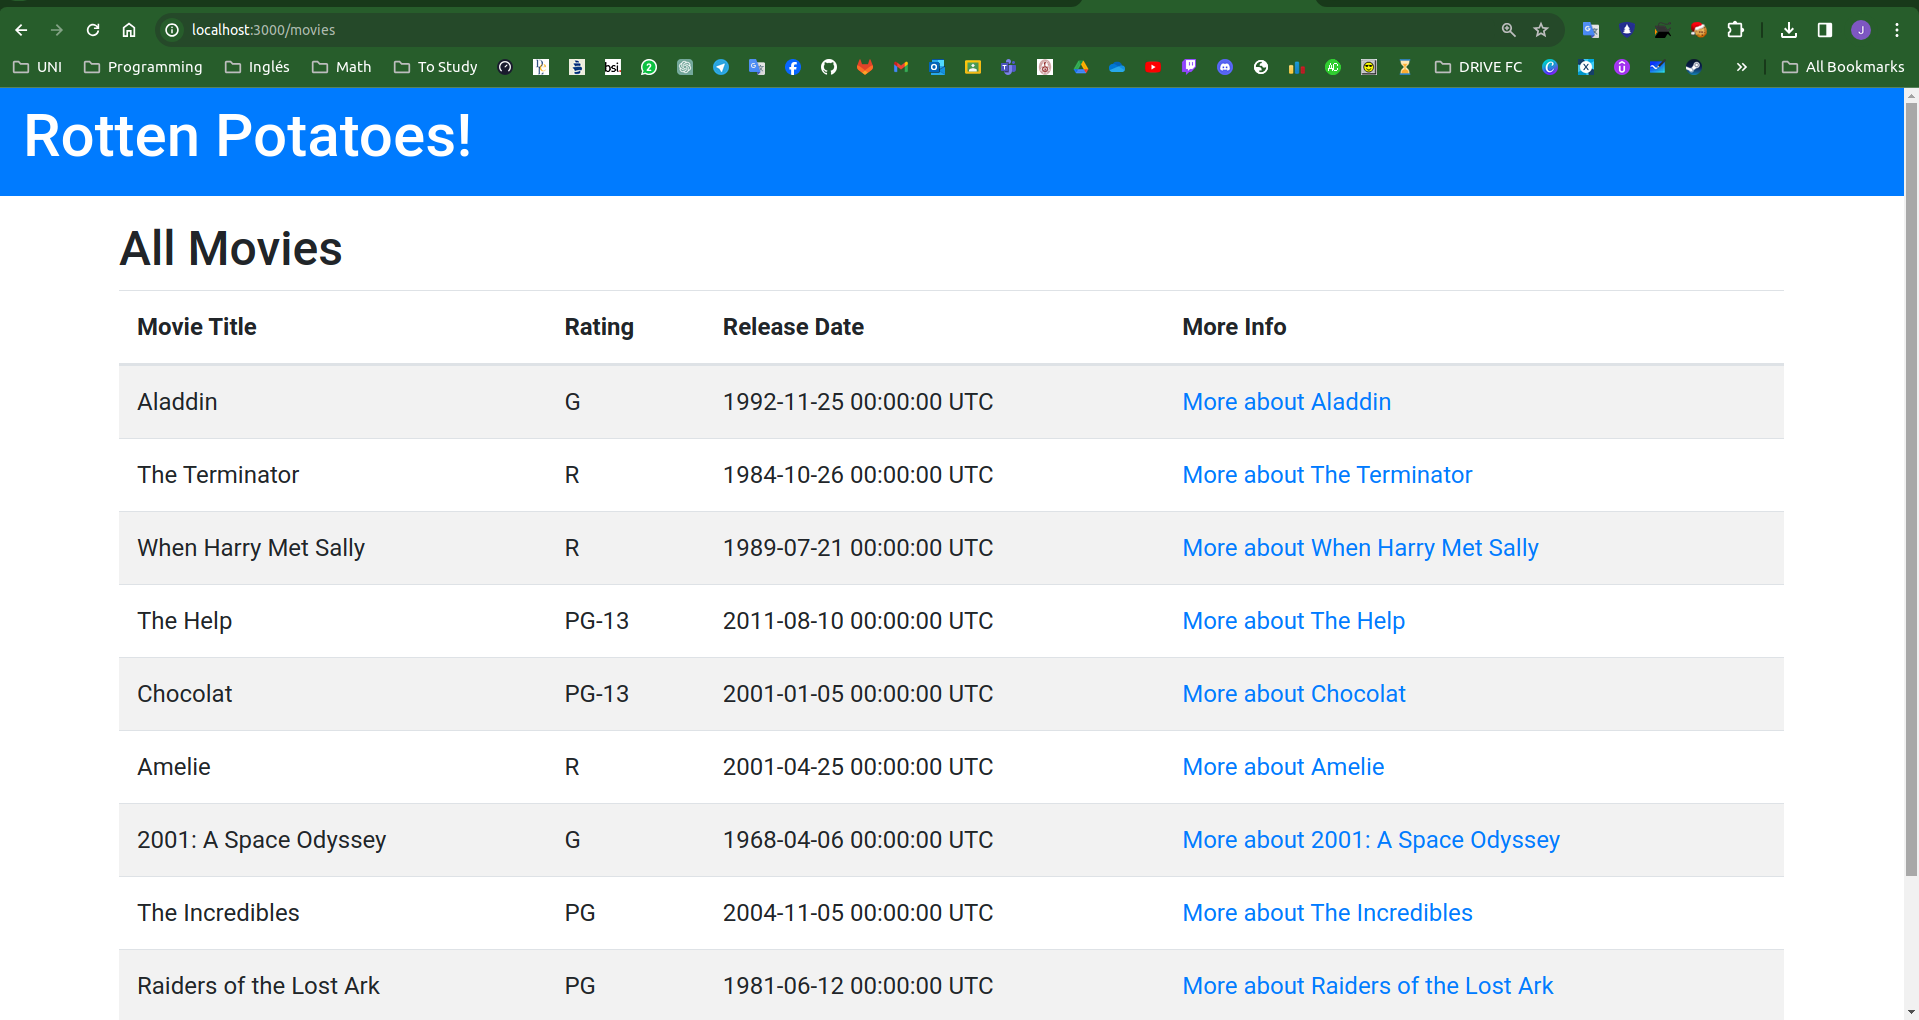 localhost:3000/movies
UNI Programming Inglés Math To Study bsi. 2 AC DRIVE FC » All Bookmarks
Rotten Potatoes!
All Movies
Movie Title Rating Release Date More Info
Aladdin G 1992-11-25 00:00:00 UTC More about Aladdin
The Terminator R 1984-10-26 00:00:00 UTC More about The Terminator
When Harry Met Sally R 1989-07-21 00:00:00 UTC More about When Harry Met Sally
The Help PG-13 2011-08-10 00:00:00 UTC More about The Help
Chocolat PG-13 2001-01-05 00:00:00 UTC More about Chocolat
Amelie R 2001-04-25 00:00:00 UTC More about Amelie
2001: A Space Odyssey G 1968-04-06 00:00:00 UTC More about 2001: A Space Odyssey
The Incredibles PG 2004-11-05 00:00:00 UTC More about The Incredibles
Raiders of the Lost Ark PG 1981-06-12 00:00:00 UTC More about Raiders of the Lost Ark